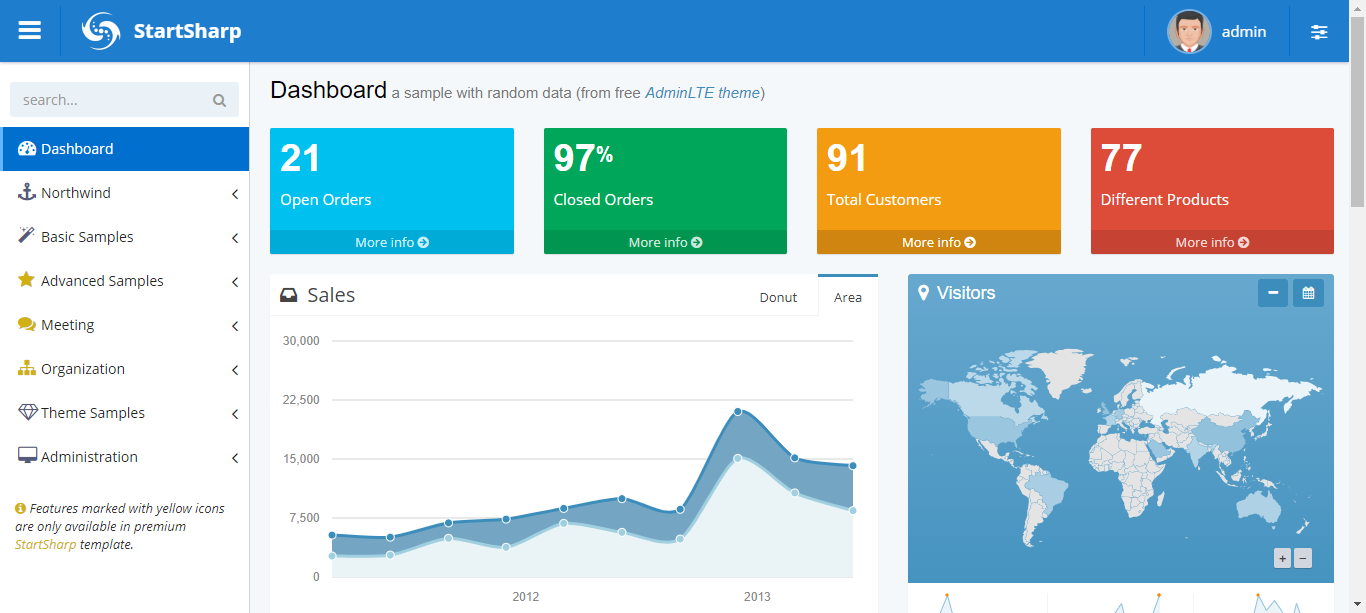 StartSharp
admin
search...
Dashboard
Northwind
Basic Samples
Advanced Samples
Meeting
Organization
Theme Samples
Administration
Features marked with yellow icons
are only available in premium
StartSharp template.
Dashboard a sample with random data (from free AdminLTE theme)
21
Open Orders
More info
97%
Closed Orders
More info
91
Total Customers
More info
77
Different Products
More info
Sales
Donut
Area
30,000
22,500
15,000
7,500
0
2012
2013
Visitors
+
−